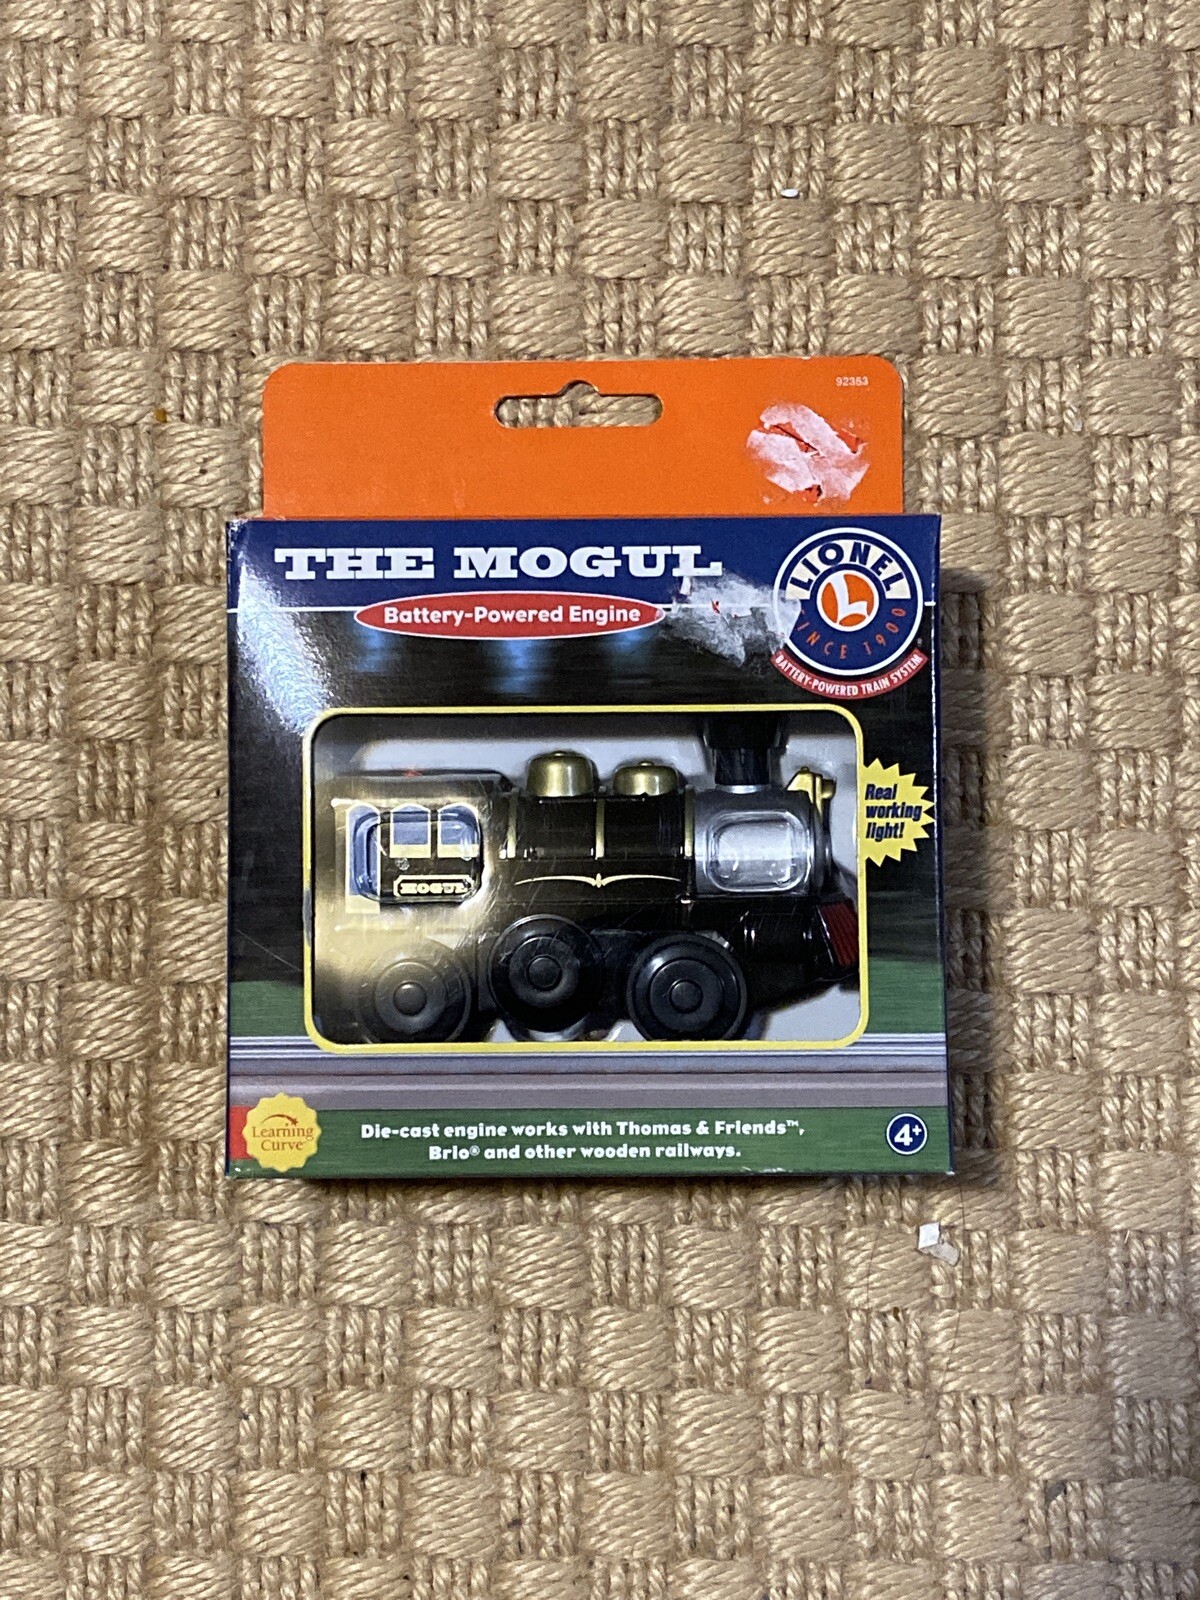 92353
THE MOGUL
Battery-Powered Engine
LIONEL
L
SINCE 1900
BATTERY-POWERED TRAIN SYSTEM
Real
working
light!
MOGUL
Learning
Curve
Die-cast engine works with Thomas & Friends™,
Brio® and other wooden railways.
4+